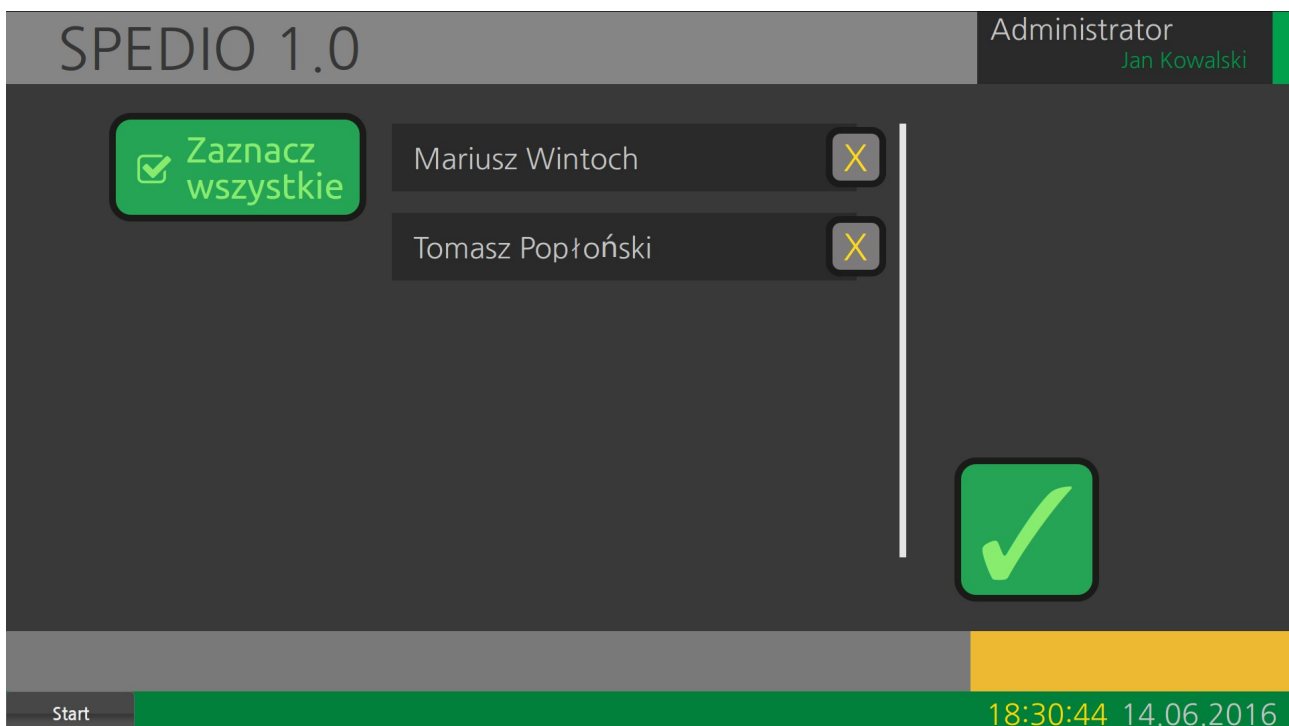 SPEDIO 1.0
Administrator
Jan Kowalski
Zaznacz
wszystkie
Mariusz Wintoch
X
Tomasz Popłoński
X
Start
18:30:44 14.06.2016